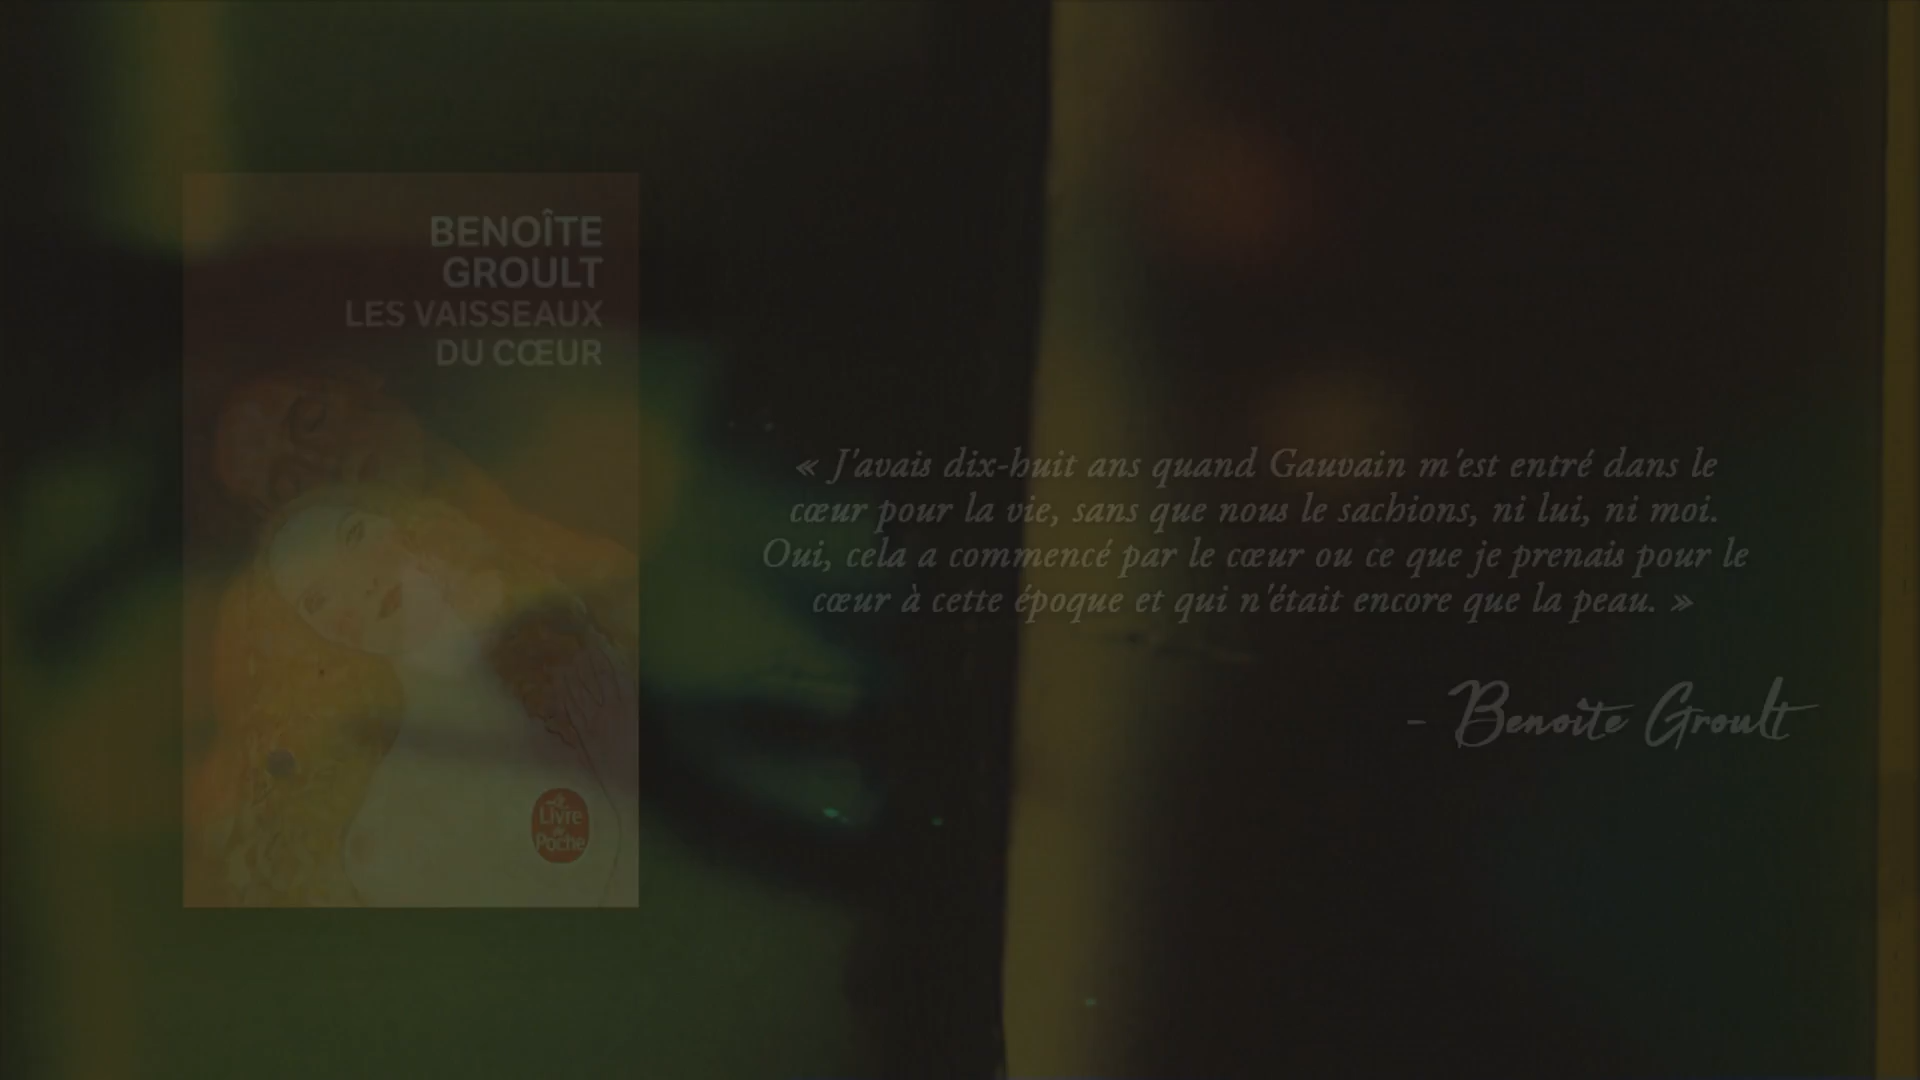 BENOÎTE
GROULT
LES VAISSEAUX
DU CŒUR
Le
Livre
de
Poche
« J'avais dix-huit ans quand Gauvain m'est entré dans le
cœur pour la vie, sans que nous le sachions, ni lui, ni moi.
Oui, cela a commencé par le cœur ou ce que je prenais pour le
cœur à cette époque et qui n'était encore que la peau. »
- Benoîte Groult